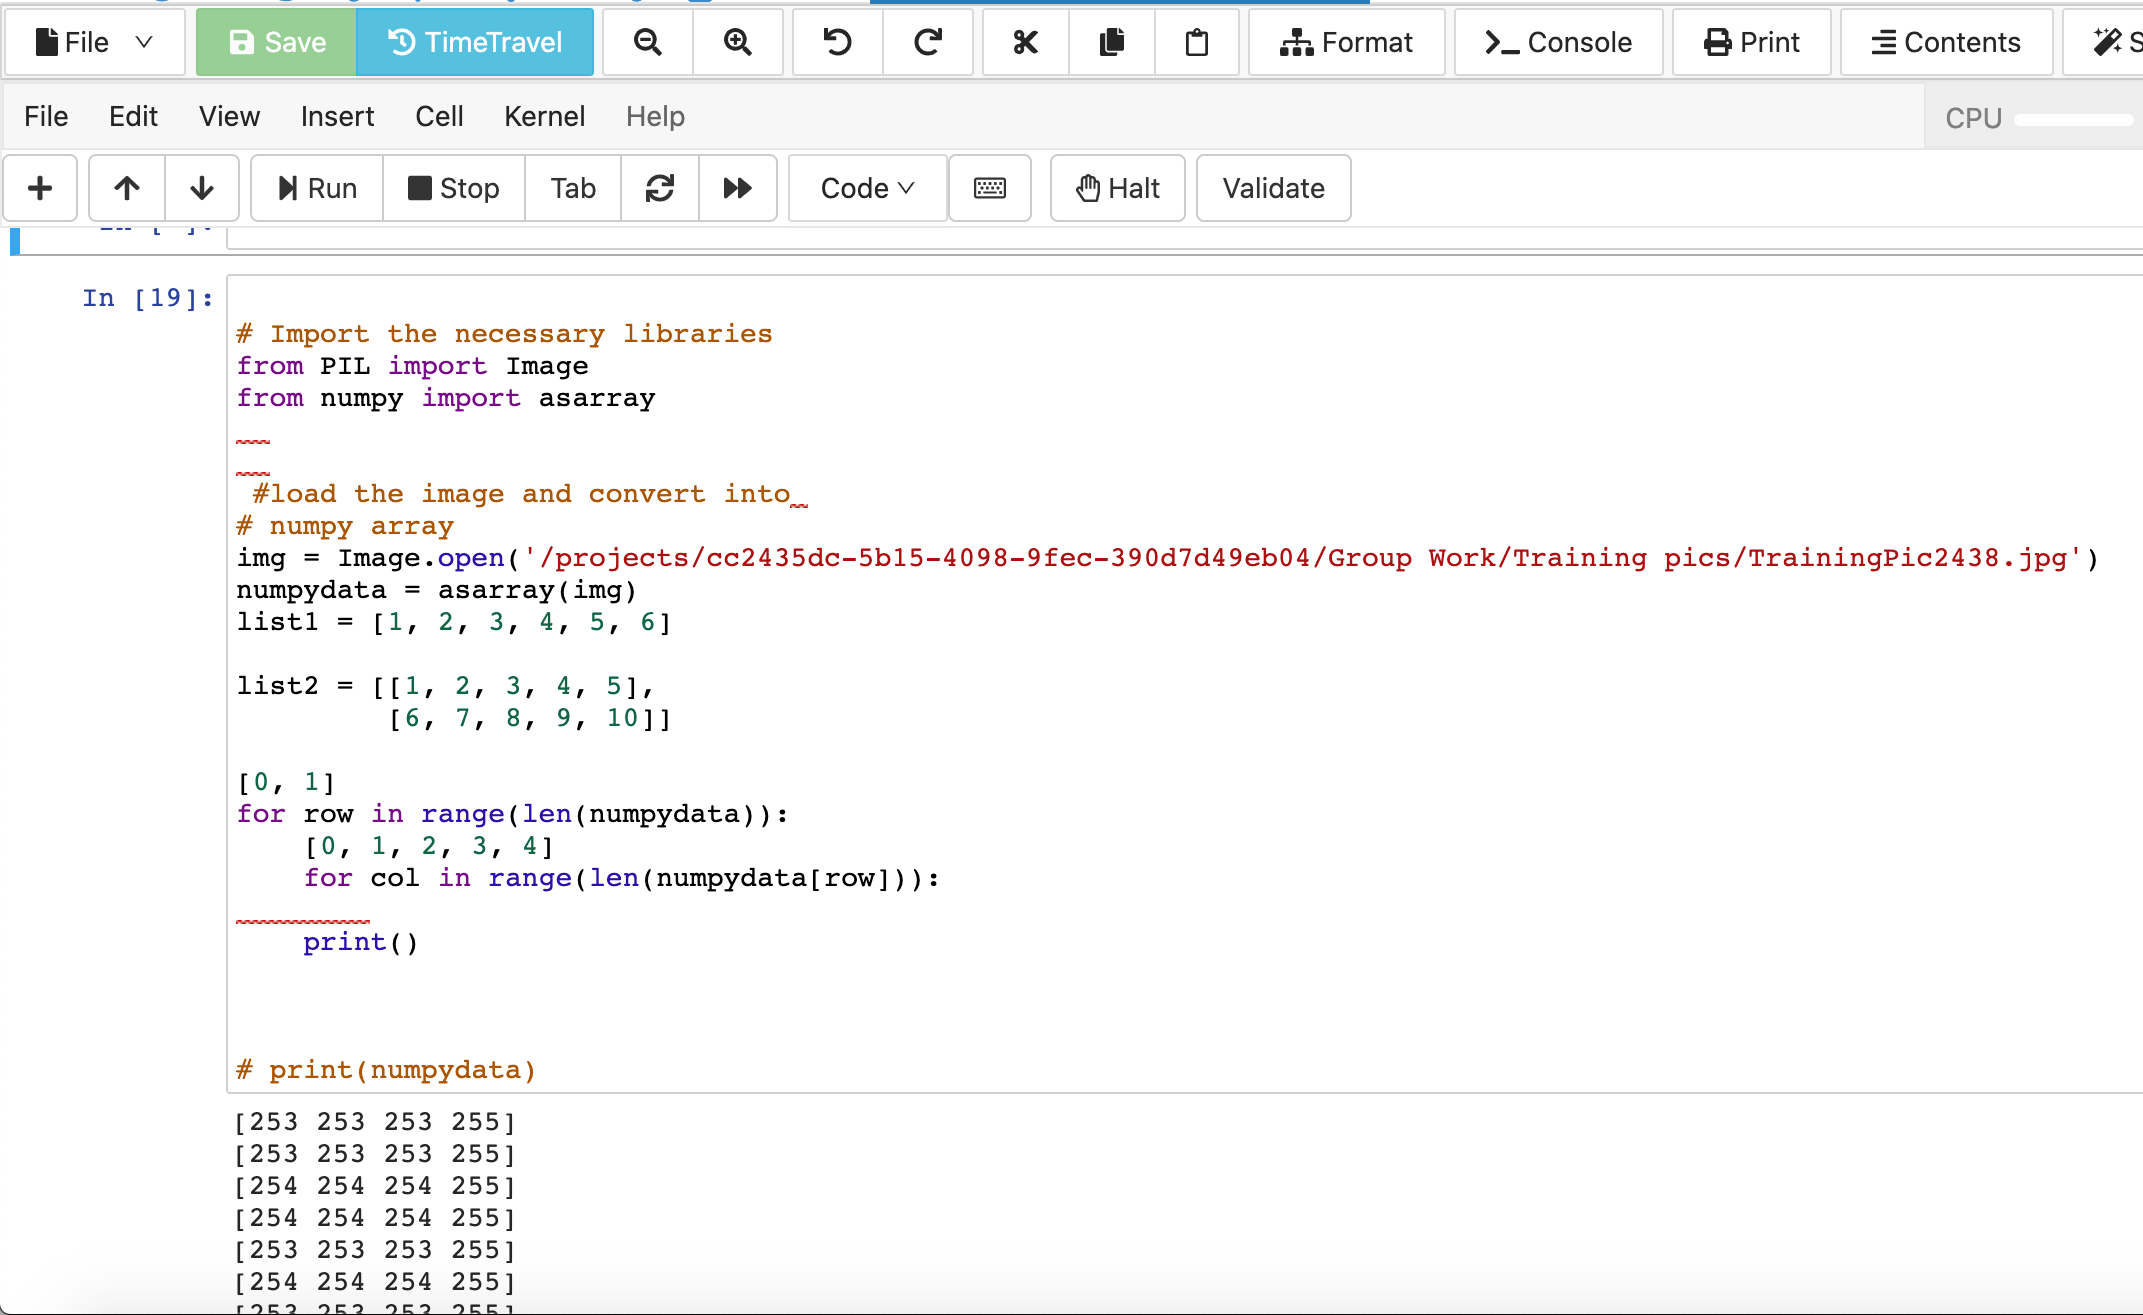 File Save TimeTravel Format Console Print Contents
File Edit View Insert Cell Kernel Help CPU
Run Stop Tab Code Halt Validate
In [19]:
# Import the necessary libraries
from PIL import Image
from numpy import asarray
#load the image and convert into
# numpy array
img = Image.open('/projects/cc2435dc-5b15-4098-9fec-390d7d49eb04/Group Work/Training pics/TrainingPic2438.jpg')
numpydata = asarray(img)
list1 = [1, 2, 3, 4, 5, 6]
list2 = [[1, 2, 3, 4, 5],
[6, 7, 8, 9, 10]]
[0, 1]
for row in range(len(numpydata)):
[0, 1, 2, 3, 4]
for col in range(len(numpydata[row])):
print()
# print(numpydata)
[253 253 253 255]
[253 253 253 255]
[254 254 254 255]
[254 254 254 255]
[253 253 253 255]
[254 254 254 255]
[253 253 253 255]